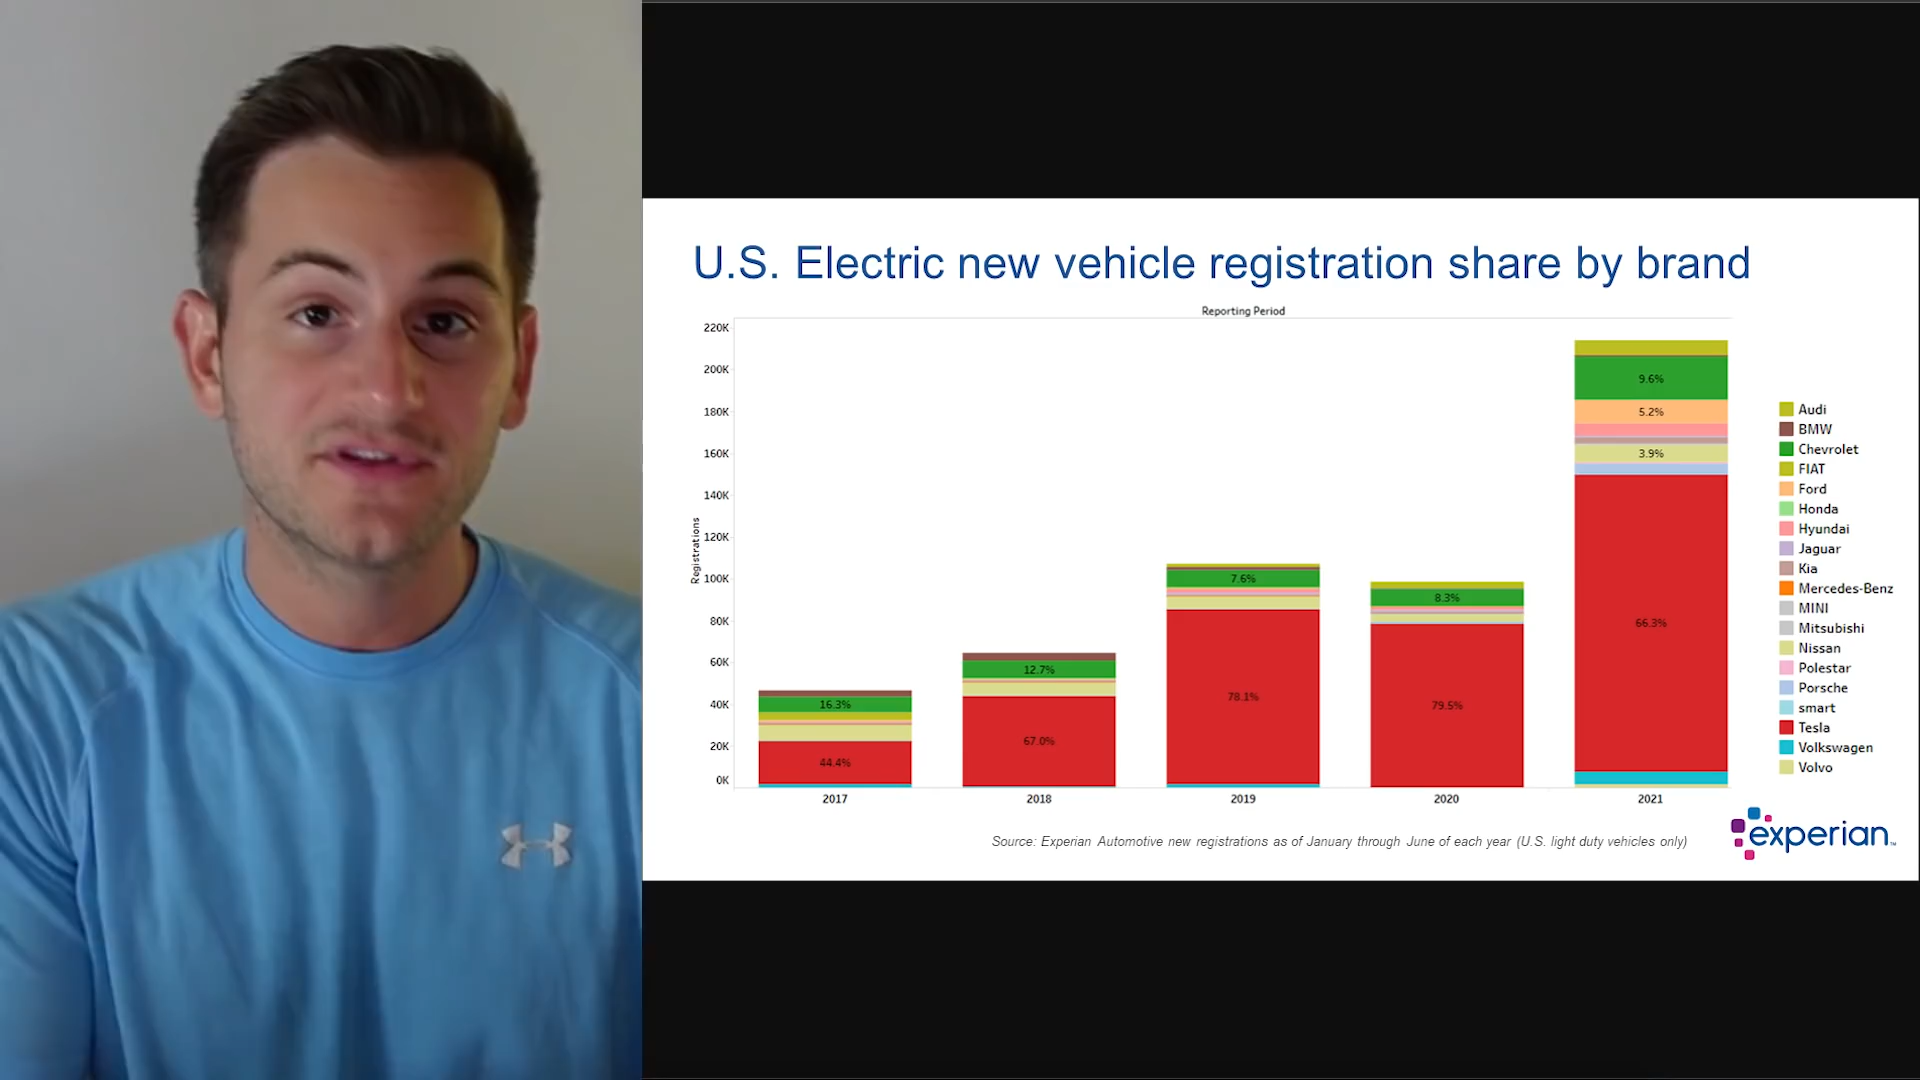 U.S. Electric new vehicle registration share by brand
Reporting Period
Registrations
220K
200K
180K
160K
140K
120K
100K
80K
60K
40K
20K
0K
16.3%
44.4%
12.7%
67.0%
7.6%
78.1%
8.3%
79.5%
9.6%
5.2%
3.9%
66.3%
2017
2018
2019
2020
2021
Audi
BMW
Chevrolet
FIAT
Ford
Honda
Hyundai
Jaguar
Kia
Mercedes-Benz
MINI
Mitsubishi
Nissan
Polestar
Porsche
smart
Tesla
Volkswagen
Volvo
Source: Experian Automotive new registrations as of January through June of each year (U.S. light duty vehicles only)
experian™